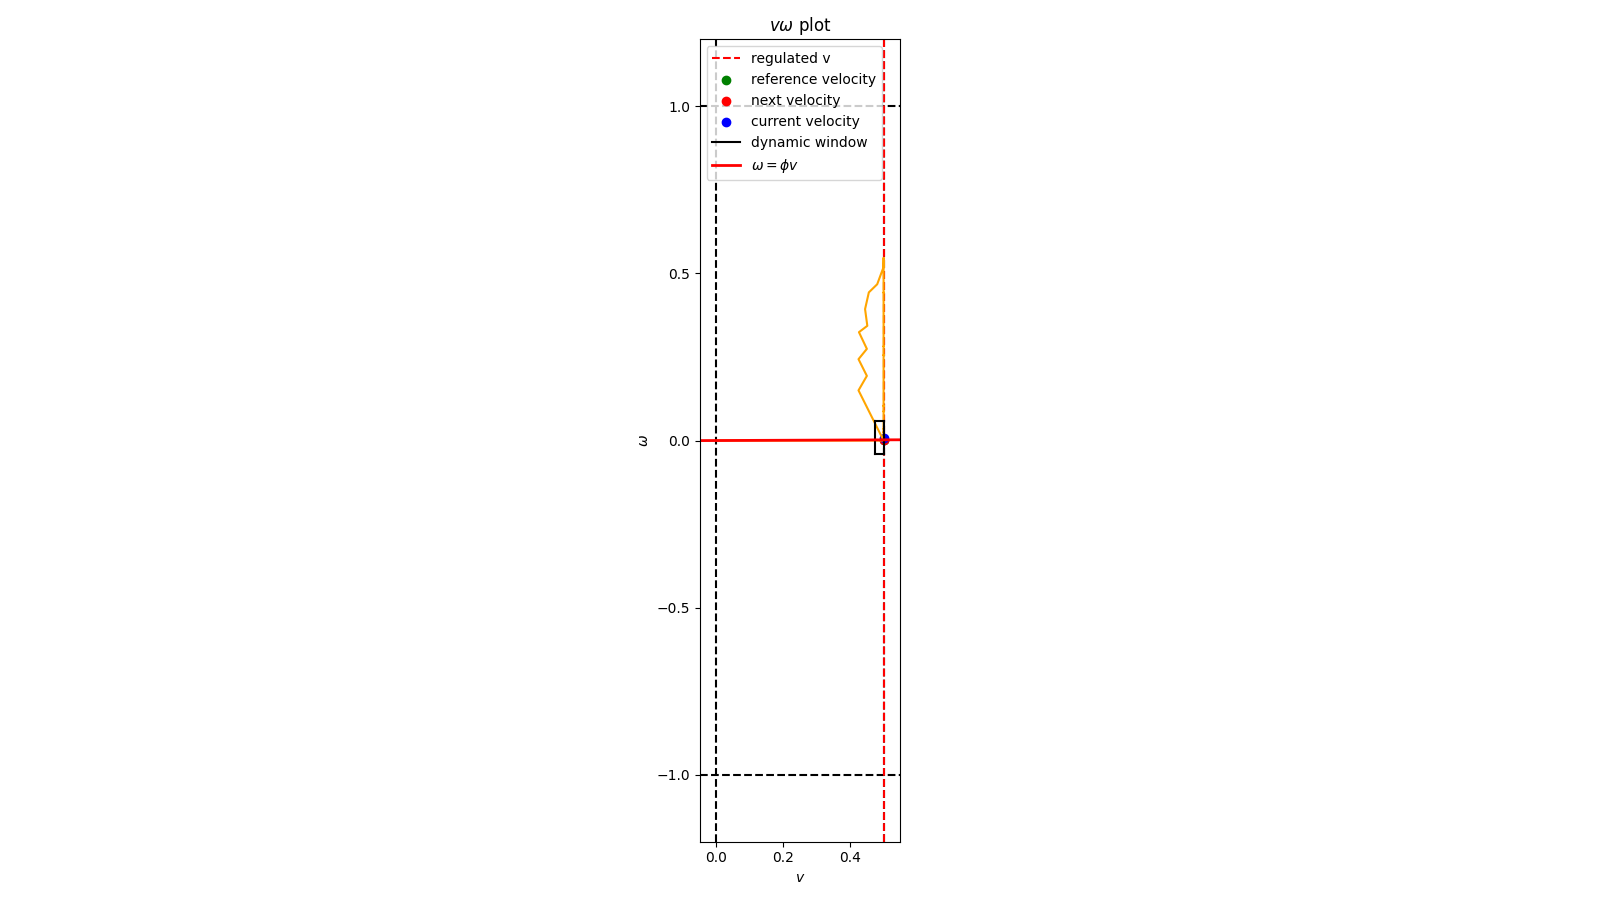 vω plot
regulated v
reference velocity
next velocity
current velocity
dynamic window
ω = ϕv
1.0
0.5
0.0
−0.5
−1.0
ω
0.0 0.2 0.4
v